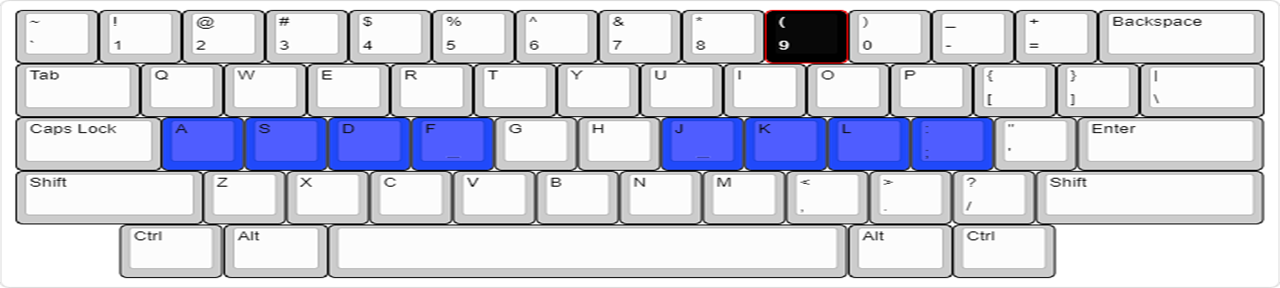 ~ ! @ # $ % ^ & * ( ) _ + Backspace
` 1 2 3 4 5 6 7 8 9 0 - =
Tab Q W E R T Y U I O P { } |
[ ] \
Caps Lock A S D F G H J K L : " Enter
_ _ ; '
Shift Z X C V B N M < > ? Shift
, . /
Ctrl Alt Alt Ctrl